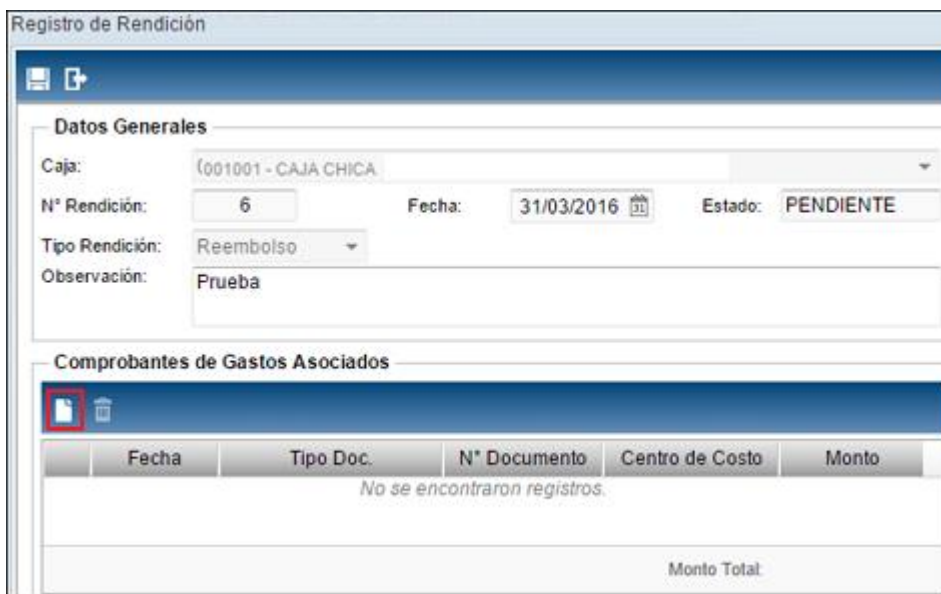 Registro de Rendición
Datos Generales
Caja: (001001 - CAJA CHICA
N° Rendición: 6 Fecha: 31/03/2016 31 Estado: PENDIENTE
Tipo Rendición: Reembolso
Observación: Prueba
Comprobantes de Gastos Asociados
Fecha Tipo Doc. N° Documento Centro de Costo Monto
No se encontraron registros.
Monto Total: